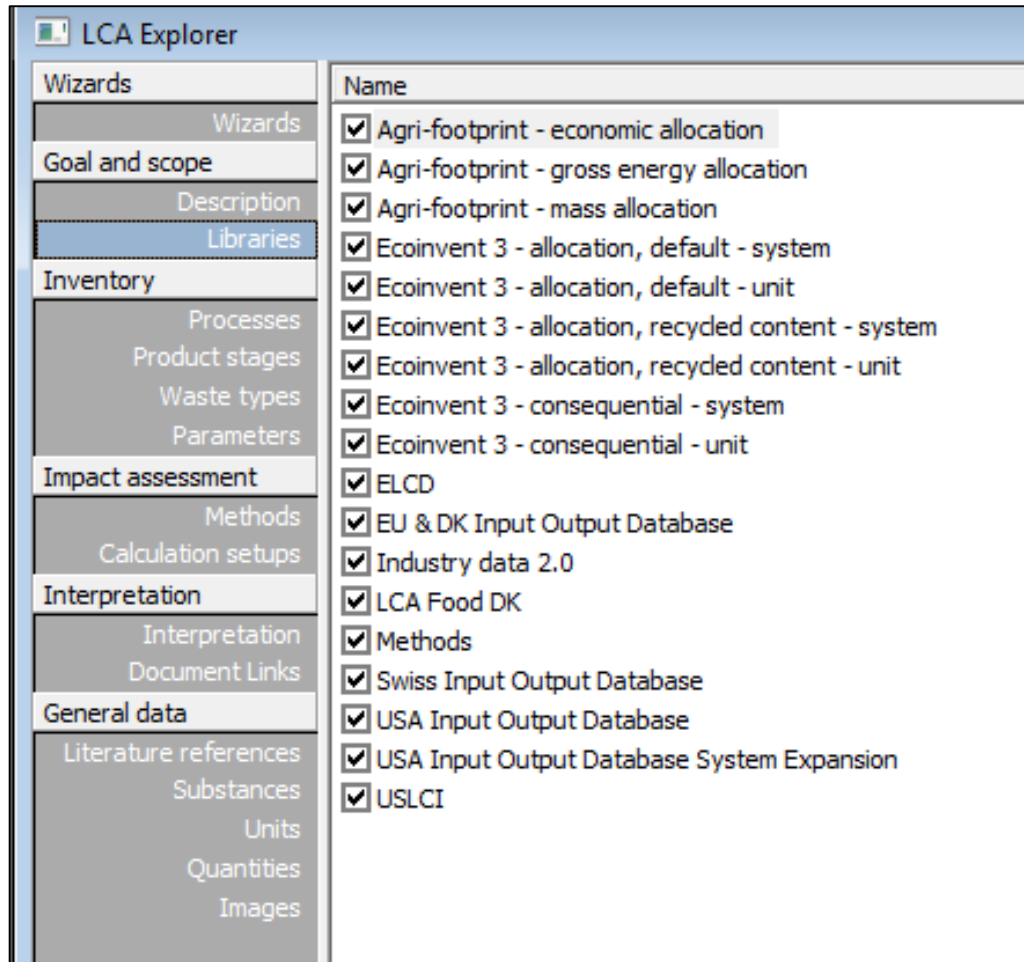 LCA Explorer
Wizards
Wizards
Goal and scope
Description
Libraries
Inventory
Processes
Product stages
Waste types
Parameters
Impact assessment
Methods
Calculation setups
Interpretation
Interpretation
Document Links
General data
Literature references
Substances
Units
Quantities
Images
Name
Agri-footprint - economic allocation
Agri-footprint - gross energy allocation
Agri-footprint - mass allocation
Ecoinvent 3 - allocation, default - system
Ecoinvent 3 - allocation, default - unit
Ecoinvent 3 - allocation, recycled content - system
Ecoinvent 3 - allocation, recycled content - unit
Ecoinvent 3 - consequential - system
Ecoinvent 3 - consequential - unit
ELCD
EU & DK Input Output Database
Industry data 2.0
LCA Food DK
Methods
Swiss Input Output Database
USA Input Output Database
USA Input Output Database System Expansion
USLCI